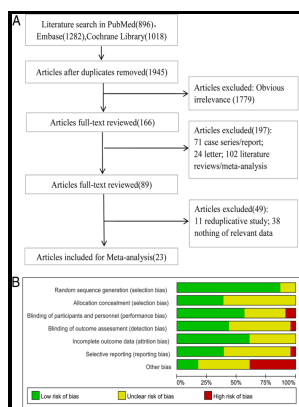 A
Literature search in PubMed(896),
Embase(1282),Cochrane Library(1018)
Articles after duplicates removed(1945)
Articles excluded: Obvious
irrelevance (1779)
Articles full-text reviewed(166)
Articles excluded(197):
71 case series/report;
24 letter; 102 literature
reviews/meta-analysis
Articles full-text reviewed(89)
Articles excluded(49):
11 reduplicative study; 38
nothing of relevant data
Articles included for Meta-analysis(23)
B
Random sequence generation (selection bias)
Allocation concealment (selection bias)
Blinding of participants and personnel (performance bias)
Blinding of outcome assessment (detection bias)
Incomplete outcome data (attrition bias)
Selective reporting (reporting bias)
Other bias
0% 25% 50% 75% 100%
Low risk of bias Unclear risk of bias High risk of bias